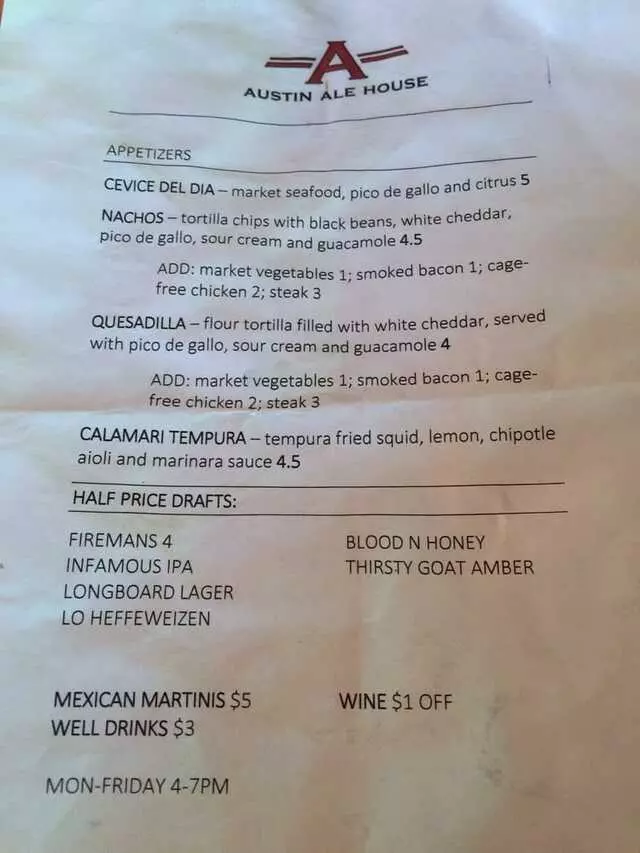 A
AUSTIN ALE HOUSE
APPETIZERS
CEVICE DEL DIA – market seafood, pico de gallo and citrus 5
NACHOS – tortilla chips with black beans, white cheddar,
pico de gallo, sour cream and guacamole 4.5
ADD: market vegetables 1; smoked bacon 1; cage-
free chicken 2; steak 3
QUESADILLA – flour tortilla filled with white cheddar, served
with pico de gallo, sour cream and guacamole 4
ADD: market vegetables 1; smoked bacon 1; cage-
free chicken 2; steak 3
CALAMARI TEMPURA – tempura fried squid, lemon, chipotle
aioli and marinara sauce 4.5
HALF PRICE DRAFTS:
FIREMANS 4
INFAMOUS IPA
LONGBOARD LAGER
LO HEFFEWEIZEN
BLOOD N HONEY
THIRSTY GOAT AMBER
MEXICAN MARTINIS $5
WELL DRINKS $3
WINE $1 OFF
MON-FRIDAY 4-7PM